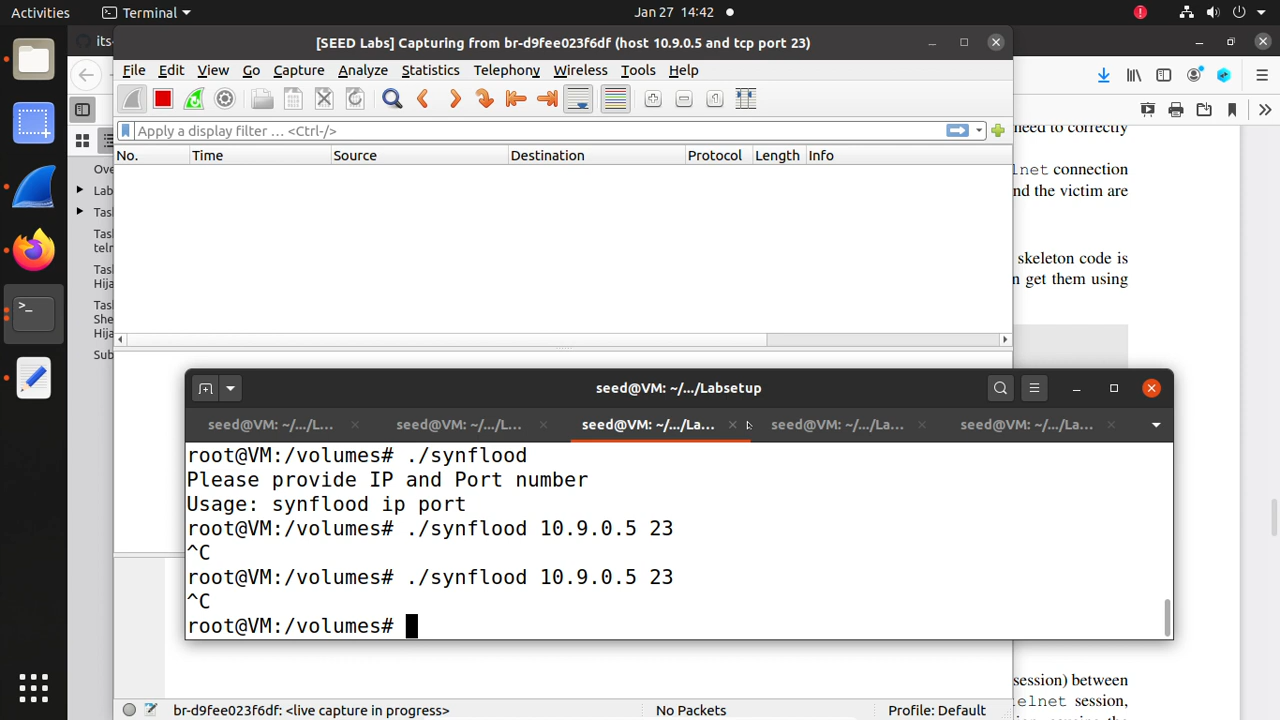 Activities Terminal Jan 27 14:42
its
[SEED Labs] Capturing from br-d9fee023f6df (host 10.9.0.5 and tcp port 23)
File Edit View Go Capture Analyze Statistics Telephony Wireless Tools Help
Apply a display filter … <Ctrl-/>
No. Time Source Destination Protocol Length Info
need to correctly
lnet connection
nd the victim are
skeleton code is
n get them using
Ove
Lab
Tas
Tas
teln
Tas
Hija
Tas
She
Hija
Sub
seed@VM: ~/.../Labsetup
seed@VM: ~/.../L... seed@VM: ~/.../L... seed@VM: ~/.../La... seed@VM: ~/.../La... seed@VM: ~/.../La...
root@VM:/volumes# ./synflood
Please provide IP and Port number
Usage: synflood ip port
root@VM:/volumes# ./synflood 10.9.0.5 23
^C
root@VM:/volumes# ./synflood 10.9.0.5 23
^C
root@VM:/volumes#
session) between
elnet session,
br-d9fee023f6df: <live capture in progress> No Packets Profile: Default